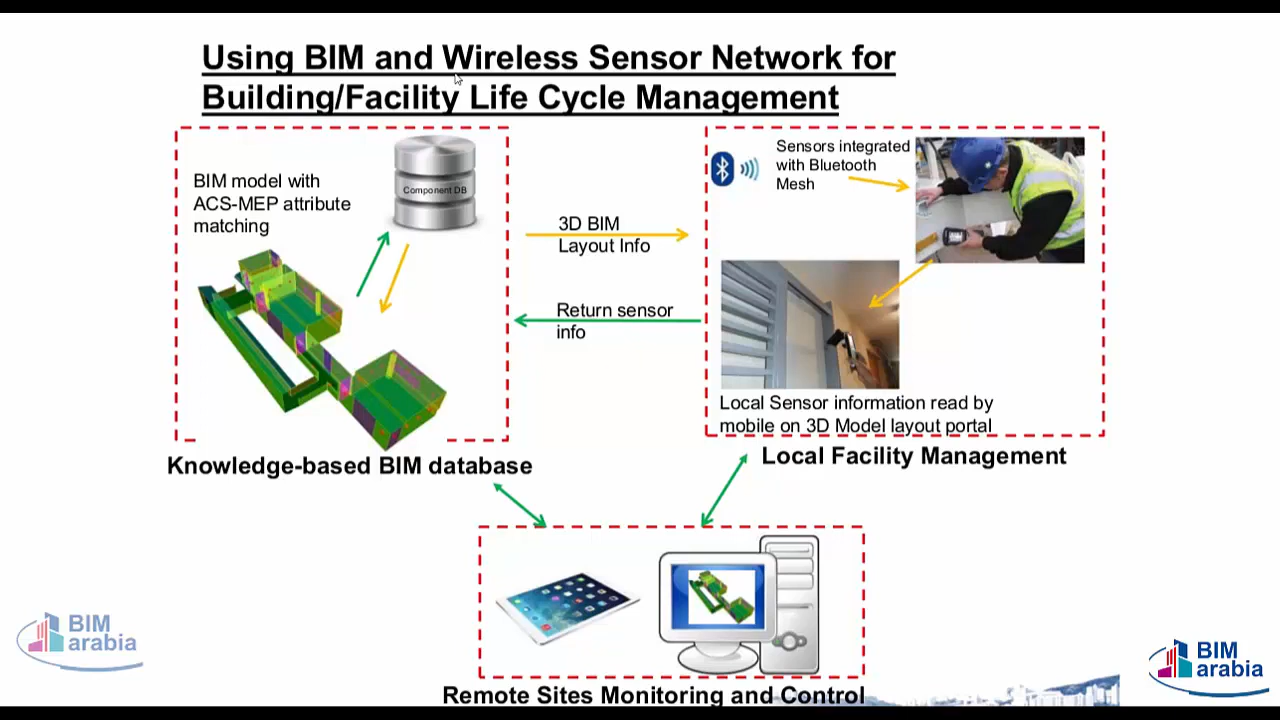 Using BIM and Wireless Sensor Network for
Building/Facility Life Cycle Management
BIM model with
ACS-MEP attribute
matching
Component DB
3D BIM
Layout Info
Return sensor
info
Sensors integrated
with Bluetooth
Mesh
Local Sensor information read by
mobile on 3D Model layout portal
Knowledge-based BIM database
Local Facility Management
Remote Sites Monitoring and Control
BIM
arabia
BIM
arabia